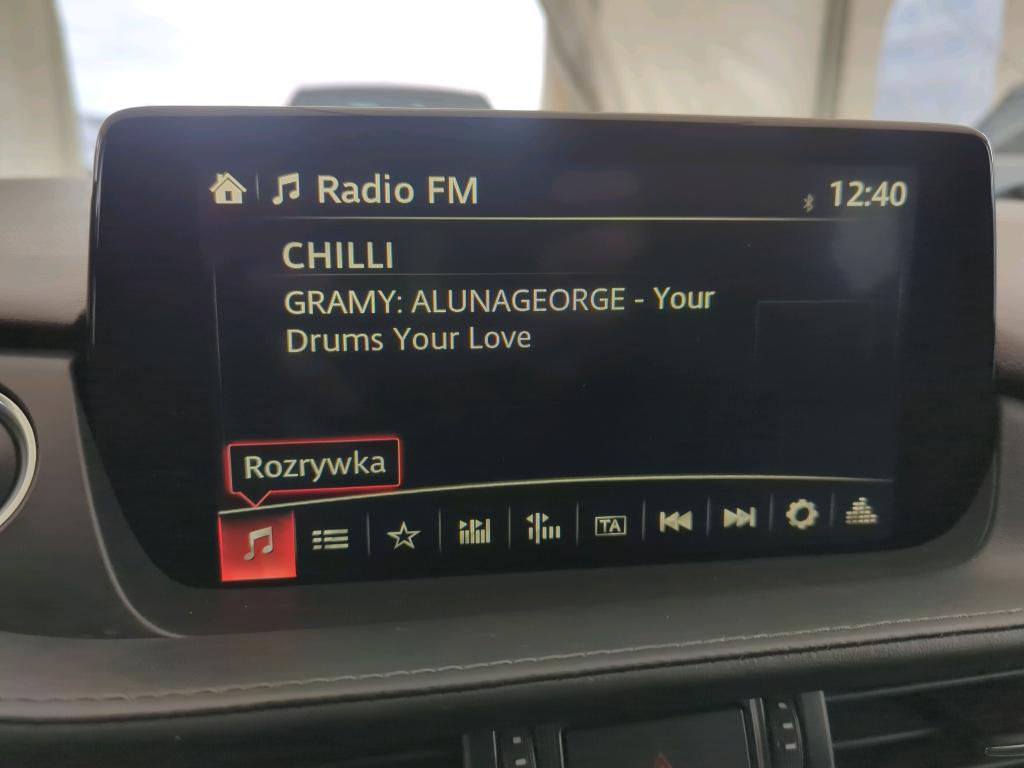 Radio FM
12:40
CHILLI
GRAMY: ALUNAGEORGE - Your
Drums Your Love
Rozrywka
TA